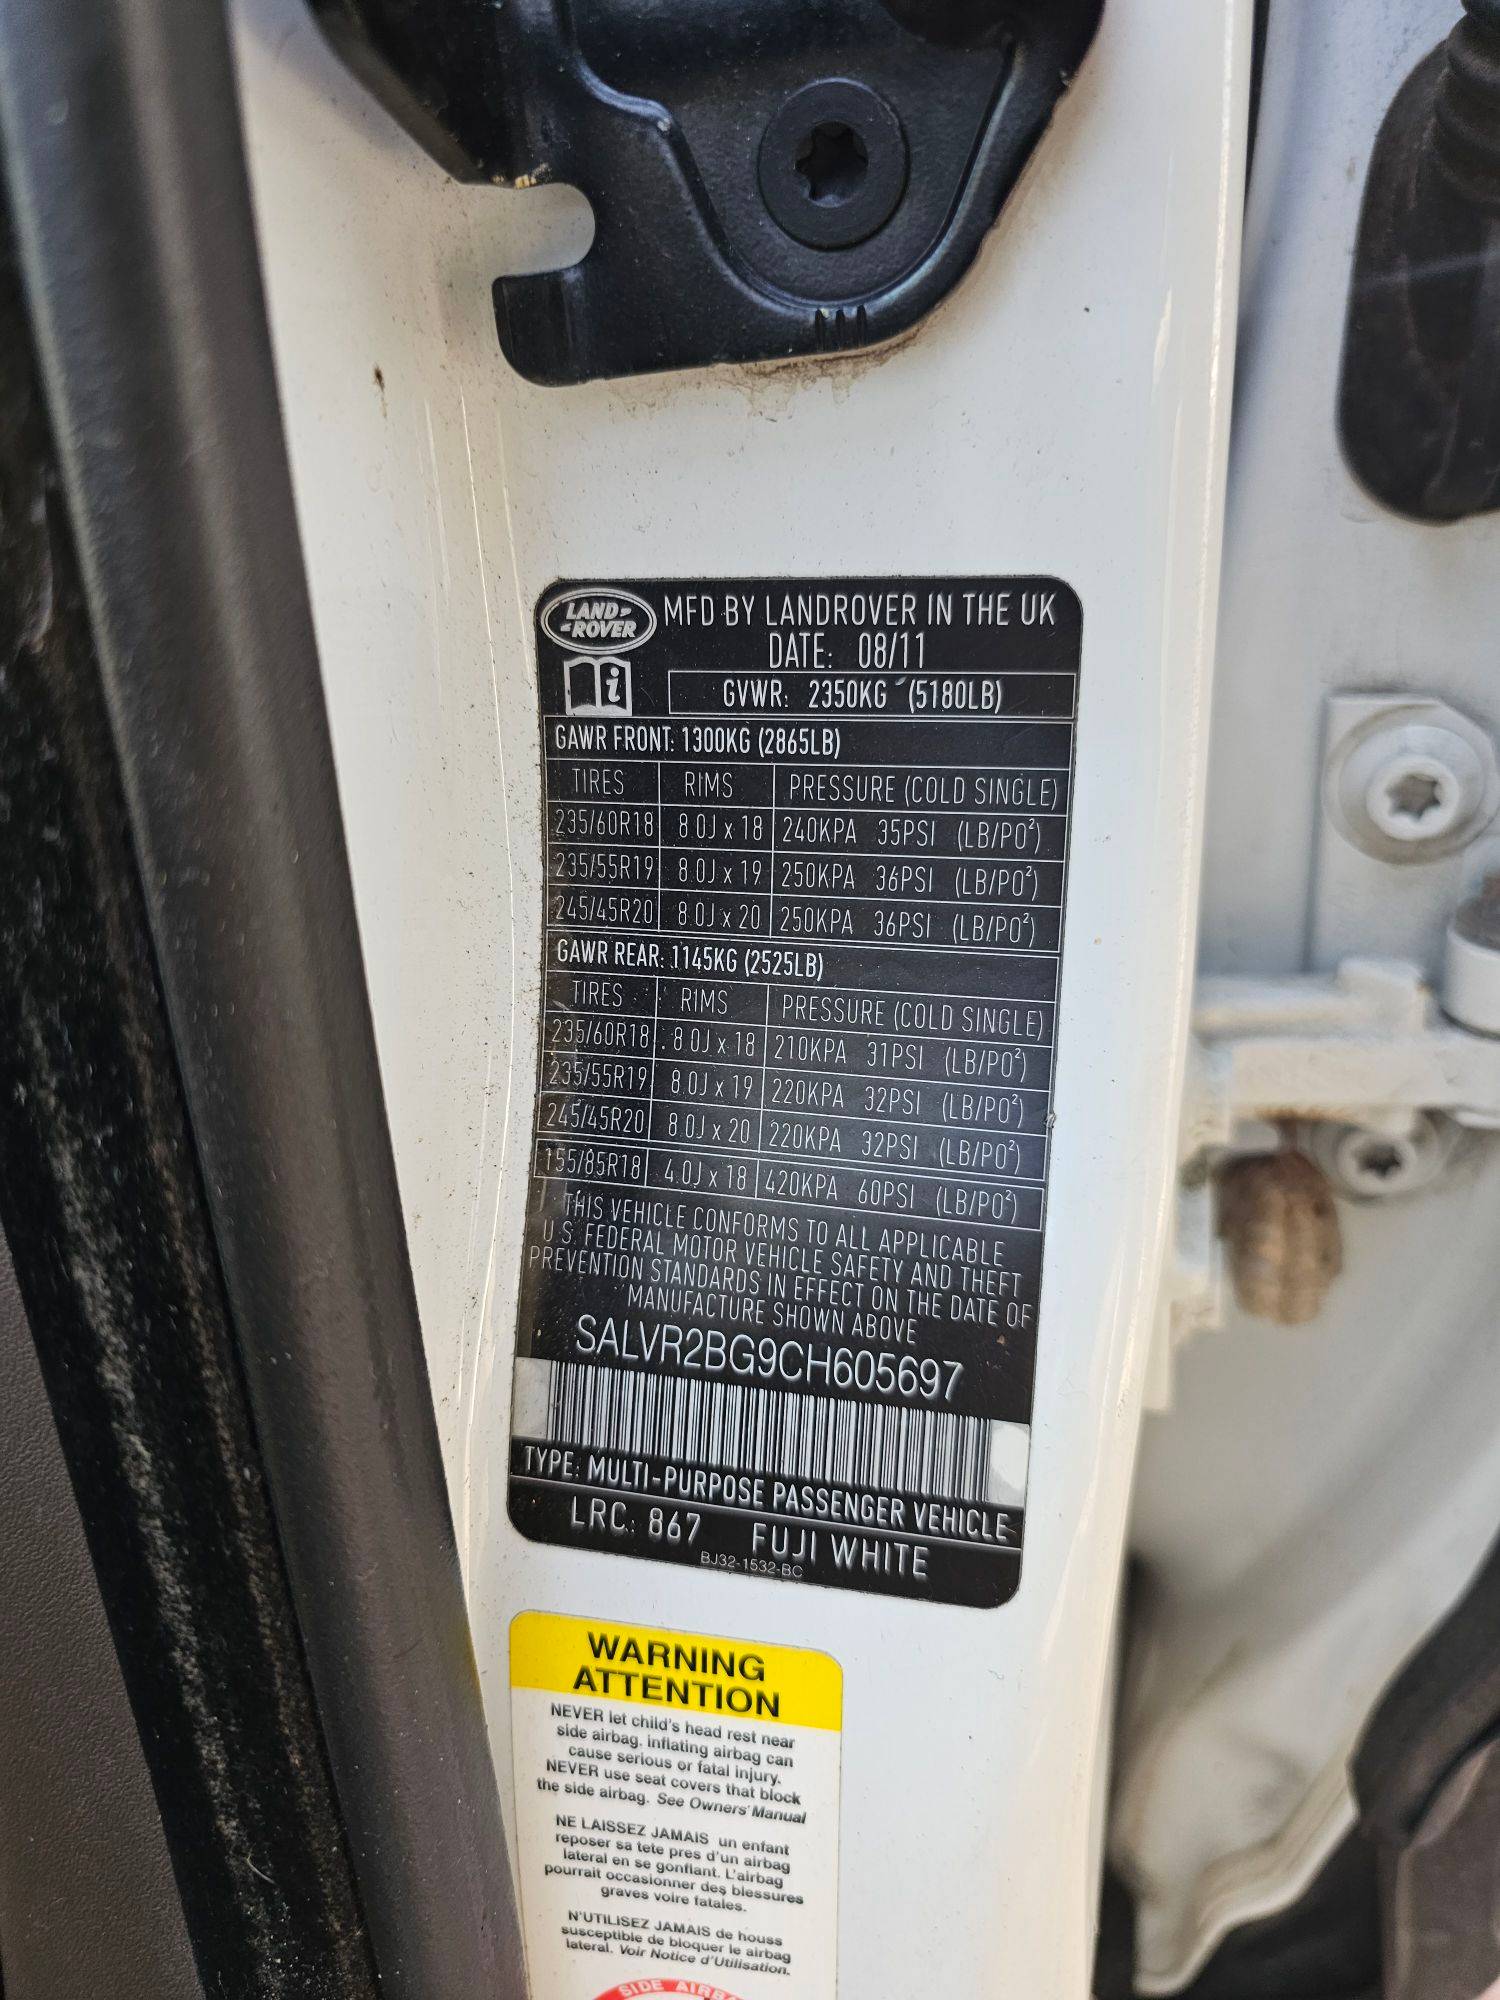 LAND-
-ROVER
MFD BY LANDROVER IN THE UK
DATE: 08/11
i
GVWR: 2350KG (5180LB)
GAWR FRONT: 1300KG (2865LB)
TIRES RIMS PRESSURE (COLD SINGLE)
235/60R18 8.0J x 18 240KPA 35PSI (LB/PO²)
235/55R19 8.0J x 19 250KPA 36PSI (LB/PO²)
245/45R20 8.0J x 20 250KPA 36PSI (LB/PO²)
GAWR REAR: 1145KG (2525LB)
TIRES RIMS PRESSURE (COLD SINGLE)
235/60R18 8.0J x 18 210KPA 31PSI (LB/PO²)
235/55R19 8.0J x 19 220KPA 32PSI (LB/PO²)
245/45R20 8.0J x 20 220KPA 32PSI (LB/PO²)
155/85R18 4.0J x 18 420KPA 60PSI (LB/PO²)
THIS VEHICLE CONFORMS TO ALL APPLICABLE
U.S. FEDERAL MOTOR VEHICLE SAFETY AND THEFT
PREVENTION STANDARDS IN EFFECT ON THE DATE OF
MANUFACTURE SHOWN ABOVE
SALVR2BG9CH605697
TYPE: MULTI-PURPOSE PASSENGER VEHICLE
LRC: 867 FUJI WHITE
BJ32-1532-BC
WARNING
ATTENTION
NEVER let child's head rest near
side airbag. inflating airbag can
cause serious or fatal injury.
NEVER use seat covers that block
the side airbag. See Owners' Manual
NE LAISSEZ JAMAIS un enfant
reposer sa tete pres d'un airbag
lateral en se gonflant. L'airbag
pourrait occasionner des blessures
graves voire fatales.
N'UTILISEZ JAMAIS de houss
susceptible de bloquer le airbag
lateral. Voir Notice d'Utilisation.
SIDE AIRBA